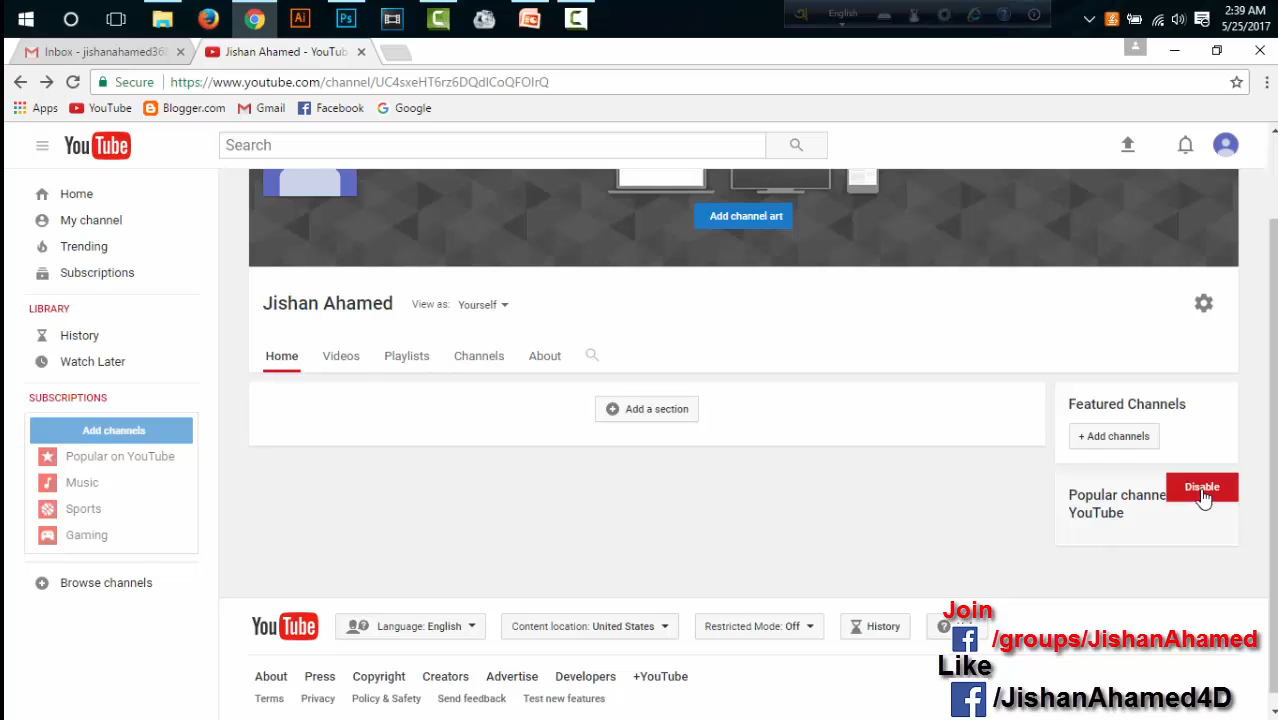 English
2:39 AM
5/25/2017
Inbox - jishanahamed36
Jishan Ahamed - YouTub
Secure
https://www.youtube.com/channel/UC4sxeHT6rz6DQdICoQFOIrQ
Apps
YouTube
Blogger.com
Gmail
Facebook
Google
YouTube
Search
Home
My channel
Trending
Subscriptions
LIBRARY
History
Watch Later
SUBSCRIPTIONS
Add channels
Popular on YouTube
Music
Sports
Gaming
Browse channels
Add channel art
Jishan Ahamed
View as: Yourself
Home
Videos
Playlists
Channels
About
Add a section
Featured Channels
+ Add channels
Disable
Popular channe
YouTube
YouTube
Language: English
Content location: United States
Restricted Mode: Off
History
About
Press
Copyright
Creators
Advertise
Developers
+YouTube
Terms
Privacy
Policy & Safety
Send feedback
Test new features
Join
/groups/JishanAhamed
Like
/JishanAhamed4D